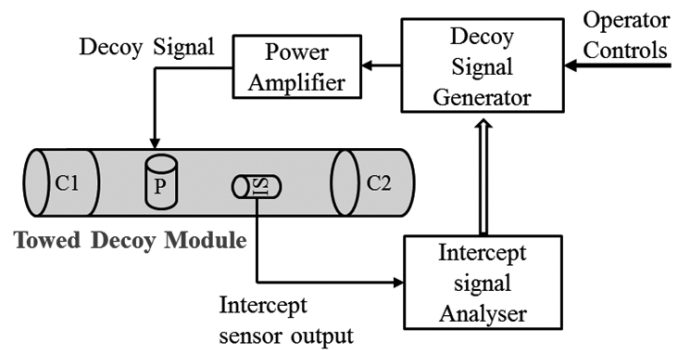 Decoy Signal
Power
Amplifier
Decoy
Signal
Generator
Operator
Controls
C1
P
IS
C2
Towed Decoy Module
Intercept
sensor output
Intercept
signal
Analyser